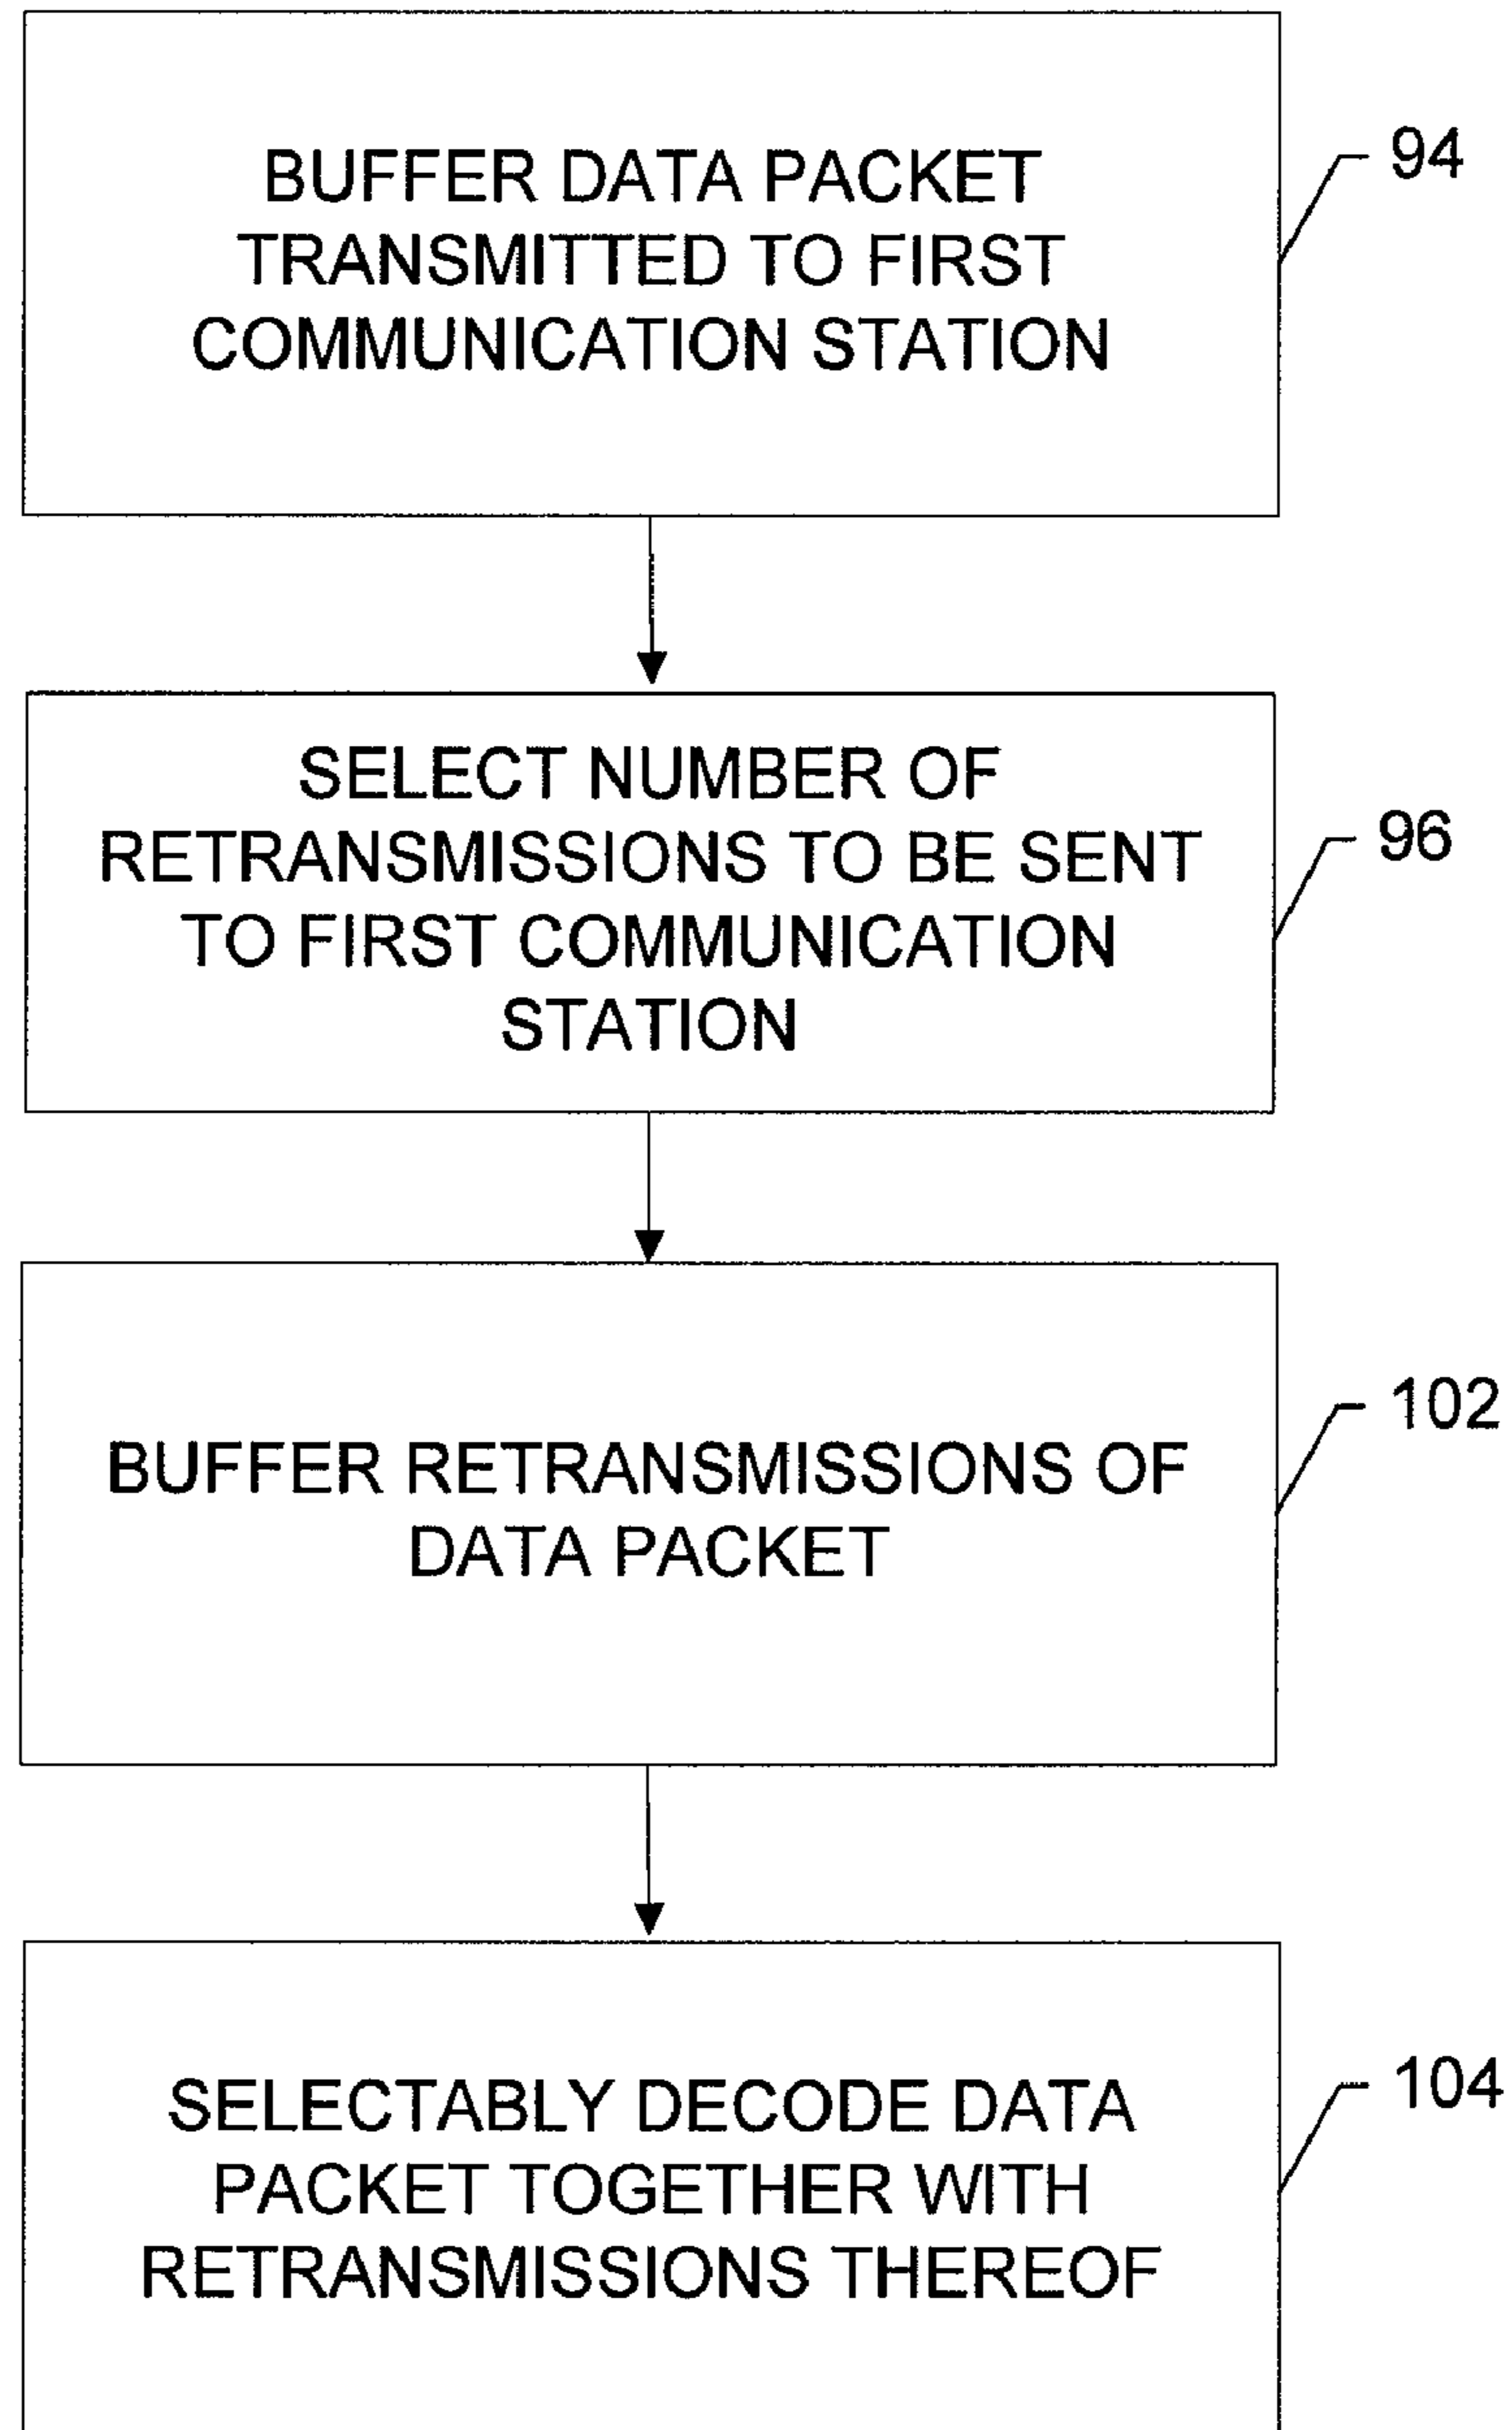 BUFFER DATA PACKET
TRANSMITTED TO FIRST
COMMUNICATION STATION
94
SELECT NUMBER OF
RETRANSMISSIONS TO BE SENT
TO FIRST COMMUNICATION
STATION
96
BUFFER RETRANSMISSIONS OF
DATA PACKET
102
SELECTABLY DECODE DATA
PACKET TOGETHER WITH
RETRANSMISSIONS THEREOF
104